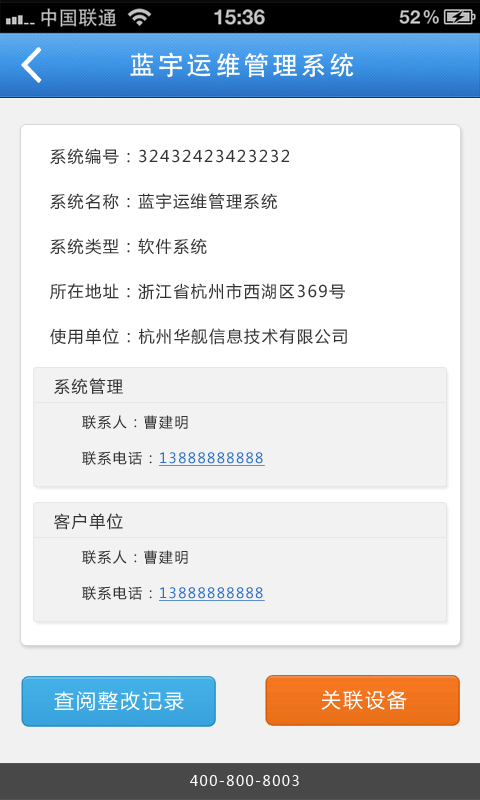 中国联通 15:36 52%
蓝宇运维管理系统
系统编号：32432423423232
系统名称：蓝宇运维管理系统
系统类型：软件系统
所在地址：浙江省杭州市西湖区369号
使用单位：杭州华舰信息技术有限公司
系统管理
联系人：曹建明
联系电话：13888888888
客户单位
联系人：曹建明
联系电话：13888888888
查阅整改记录 关联设备
400-800-8003